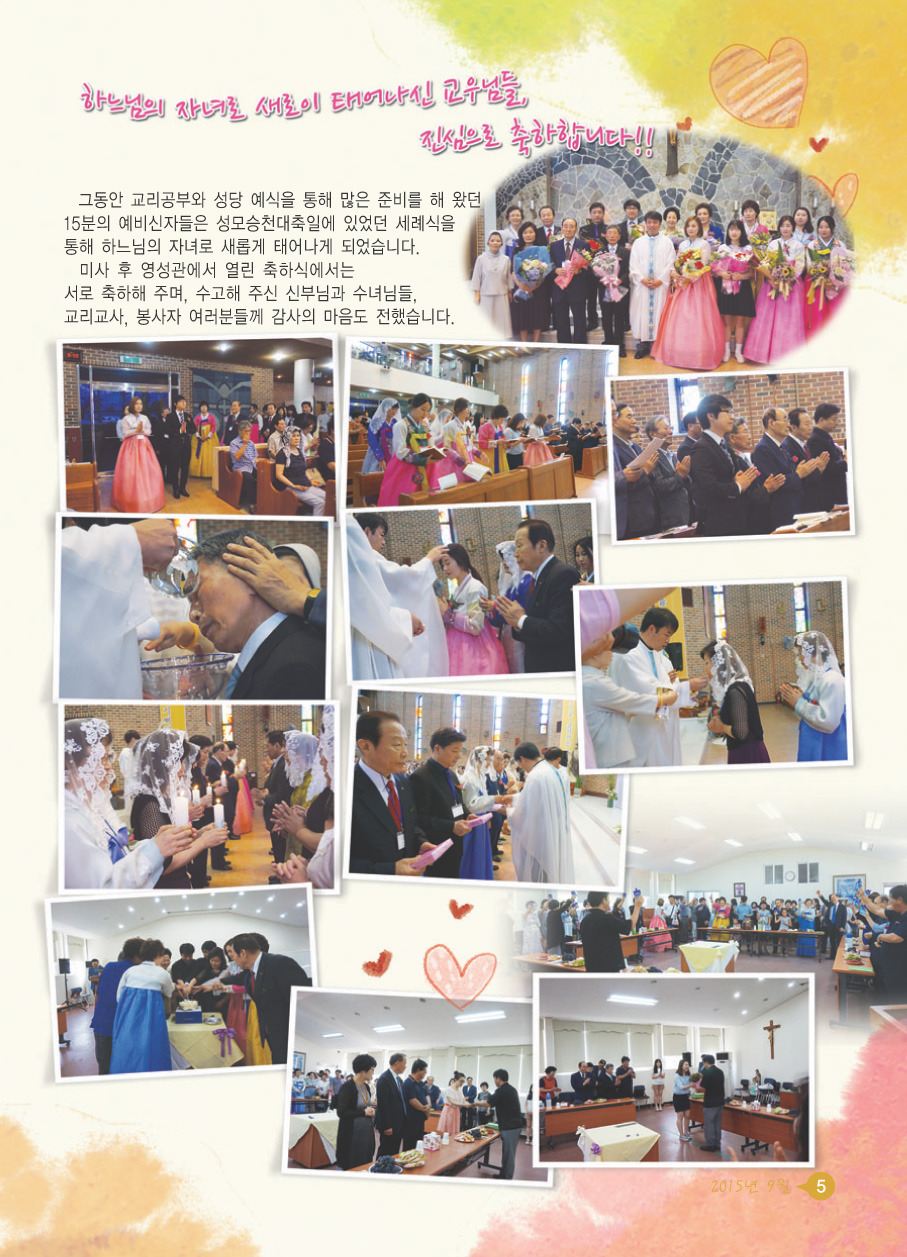 하느님의 자녀로 새로이 태어나신 교우님들,
진심으로 축하합니다!!
그동안 교리공부와 성당 예식을 통해 많은 준비를 해 왔던
15분의 예비신자들은 성모승천대축일에 있었던 세례식을
통해 하느님의 자녀로 새롭게 태어나게 되었습니다.
미사 후 영성관에서 열린 축하식에서는
서로 축하해 주며, 수고해 주신 신부님과 수녀님들,
교리교사, 봉사자 여러분들께 감사의 마음도 전했습니다.
2015년 9월 5